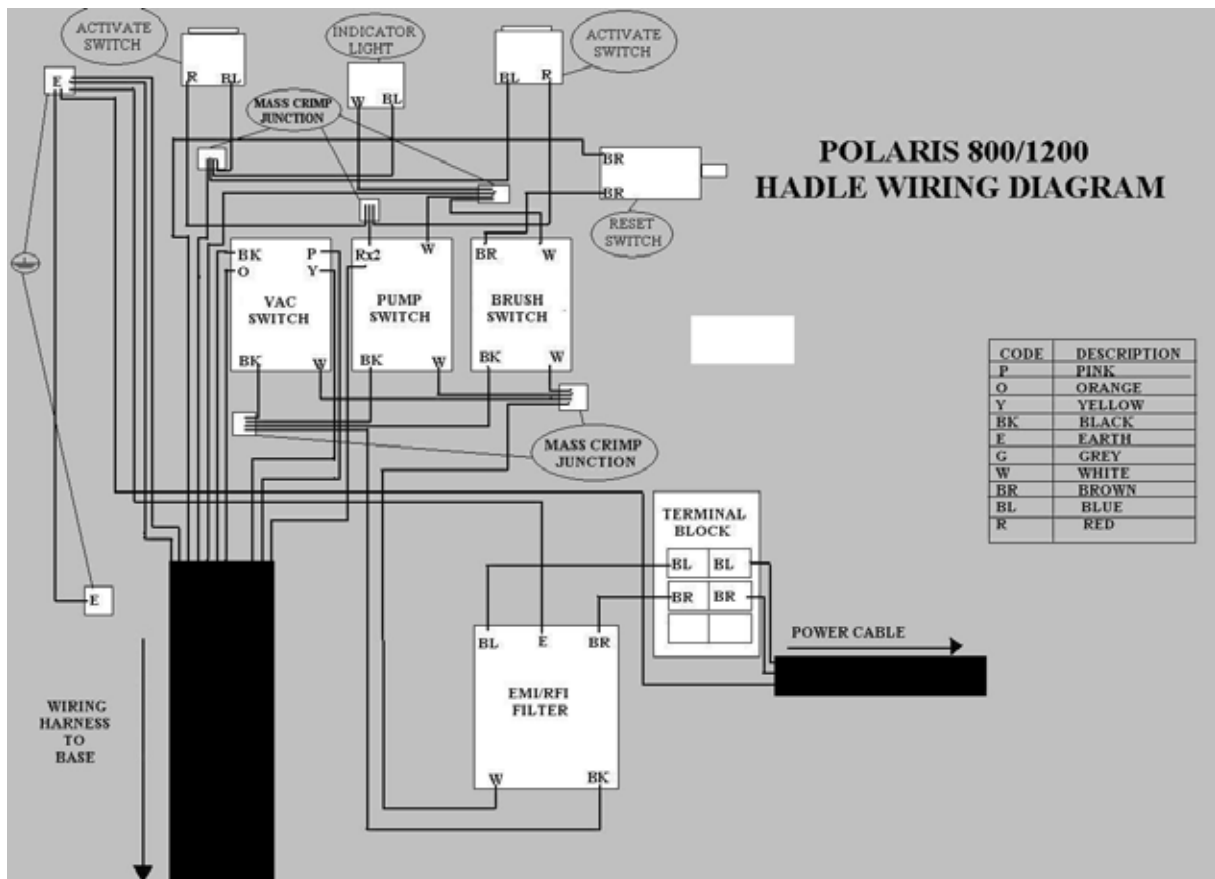 ACTIVATE
SWITCH
INDICATOR
LIGHT
ACTIVATE
SWITCH
E
R BL
W BL
BL R
MASS CRIMP
JUNCTION
BR
BR
RESET
SWITCH
POLARIS 800/1200
HADLE WIRING DIAGRAM
BK P
O Y
VAC
SWITCH
BK W
Rx2 W
PUMP
SWITCH
BK W
BR W
BRUSH
SWITCH
BK W
MASS CRIMP
JUNCTION
CODE DESCRIPTION
P PINK
O ORANGE
Y YELLOW
BK BLACK
E EARTH
G GREY
W WHITE
BR BROWN
BL BLUE
R RED
TERMINAL
BLOCK
BL BL
BR BR
E
BL E BR
EMI/RFI
FILTER
W BK
POWER CABLE
WIRING
HARNESS
TO
BASE